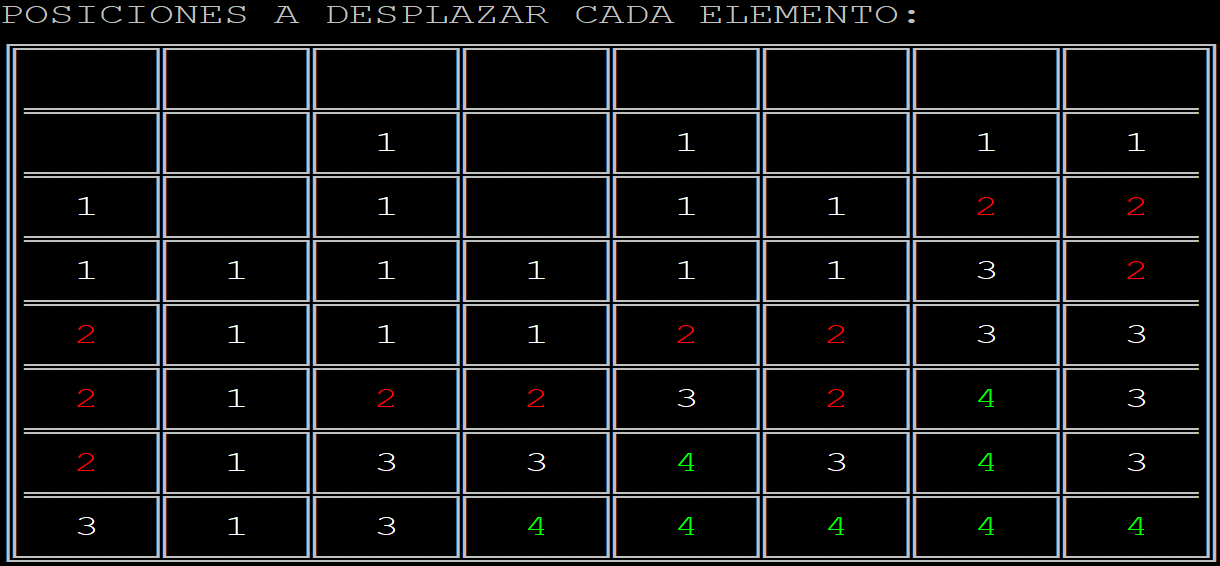 POSICIONES A DESPLAZAR CADA ELEMENTO:
1 1 1 1
1 1 1 1 2 2
1 1 1 1 1 1 3 2
2 1 1 1 2 2 3 3
2 1 2 2 3 2 4 3
2 1 3 3 4 3 4 3
3 1 3 4 4 4 4 4